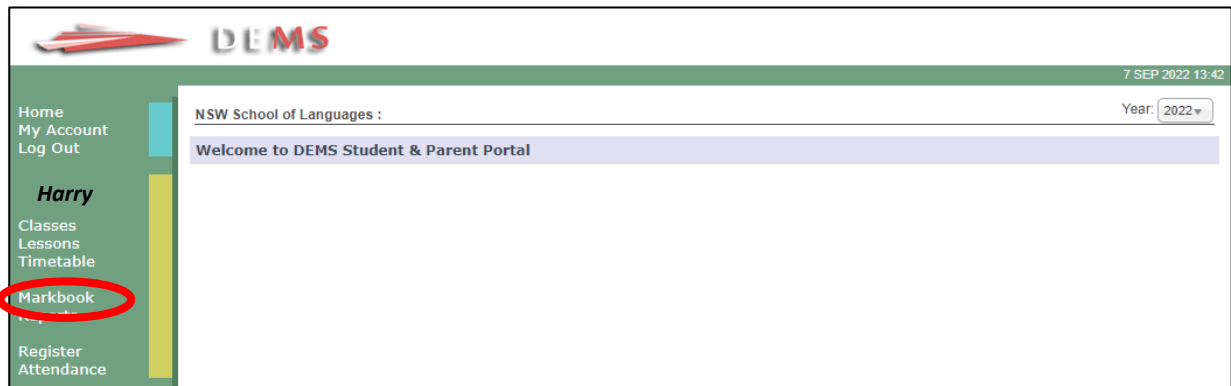 DEMS
7 SEP 2022 13:42
Home
My Account
Log Out
NSW School of Languages :
Year: 2022
Welcome to DEMS Student & Parent Portal
Harry
Classes
Lessons
Timetable
Markbook
Reports
Register
Attendance